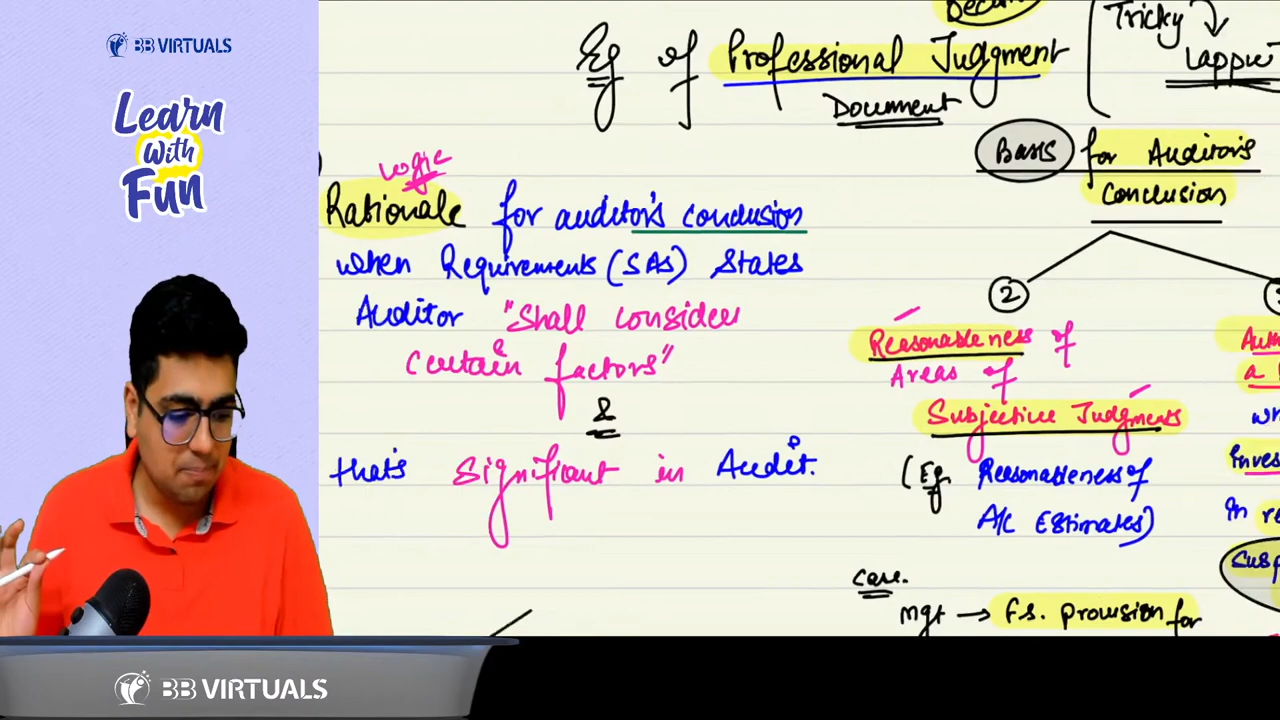 BB VIRTUALS
Learn
With
Fun
Eg of Professional Judgment
Document
Tricky
Basis for Auditor's
Conclusion
Logic
Rationale for auditor's conclusion
when Requirements (SAs) States
Auditor "Shall consider
Certain factors"
&
that's Significant in Audit.
2
Reasonableness of
Areas of
Subjective Judgments
(Eg. Reasonableness of
A/C Estimates)
Case.
Mgt → F.S. provision for
a
In
BB VIRTUALS